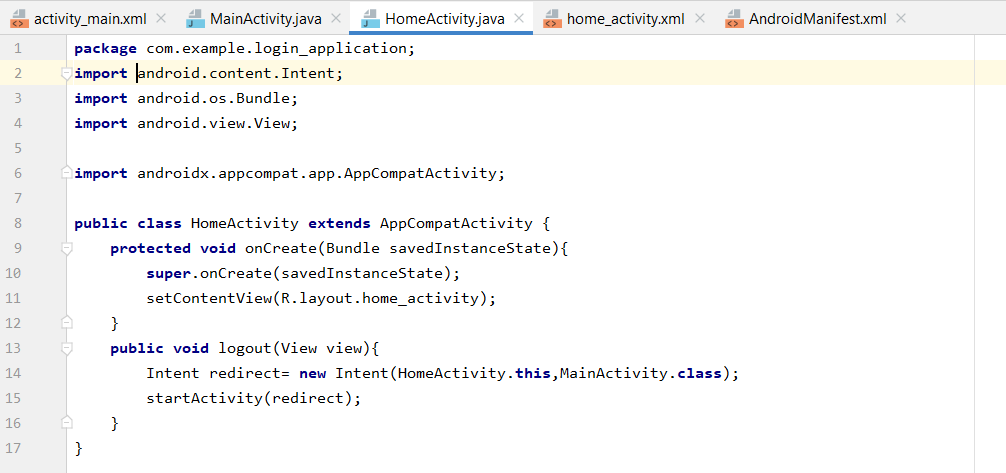 activity_main.xml MainActivity.java HomeActivity.java home_activity.xml AndroidManifest.xml
1 package com.example.login_application;
2 import android.content.Intent;
3 import android.os.Bundle;
4 import android.view.View;
5
6 import androidx.appcompat.app.AppCompatActivity;
7
8 public class HomeActivity extends AppCompatActivity {
9     protected void onCreate(Bundle savedInstanceState){
10         super.onCreate(savedInstanceState);
11         setContentView(R.layout.home_activity);
12     }
13     public void logout(View view){
14         Intent redirect= new Intent(HomeActivity.this,MainActivity.class);
15         startActivity(redirect);
16     }
17 }